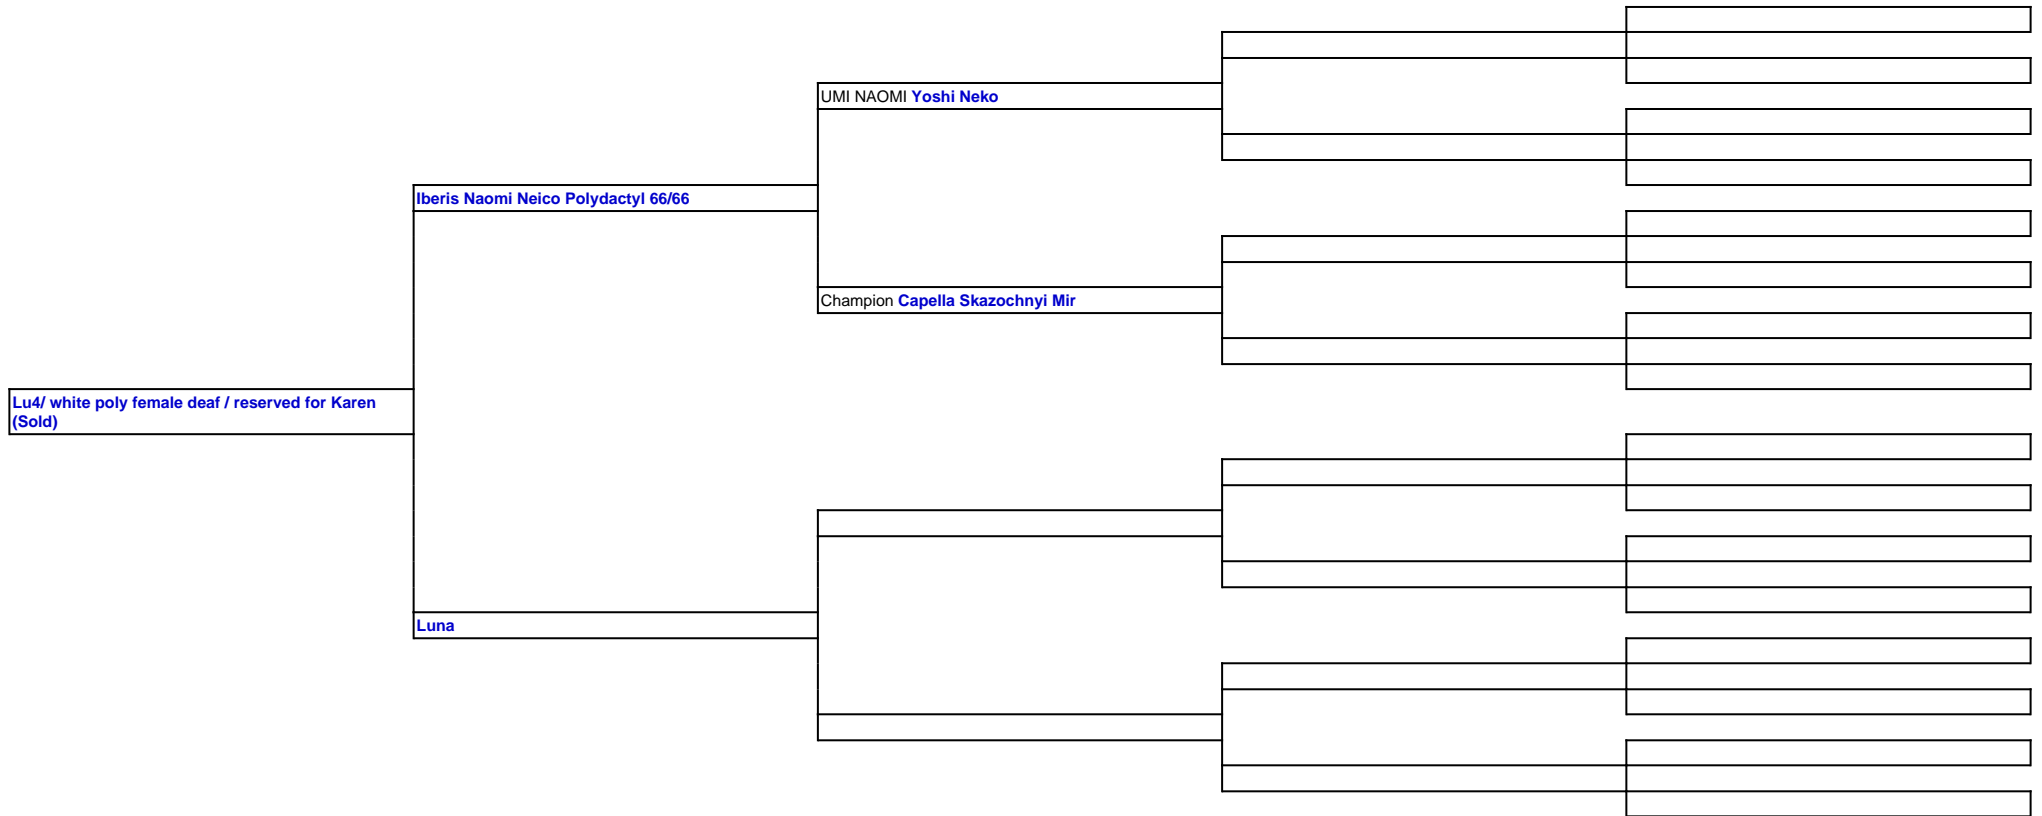 UMI NAOMI Yoshi Neko
Iberis Naomi Neico Polydactyl 66/66
Champion Capella Skazochnyi Mir
Lu4/ white poly female deaf / reserved for Karen
(Sold)
Luna